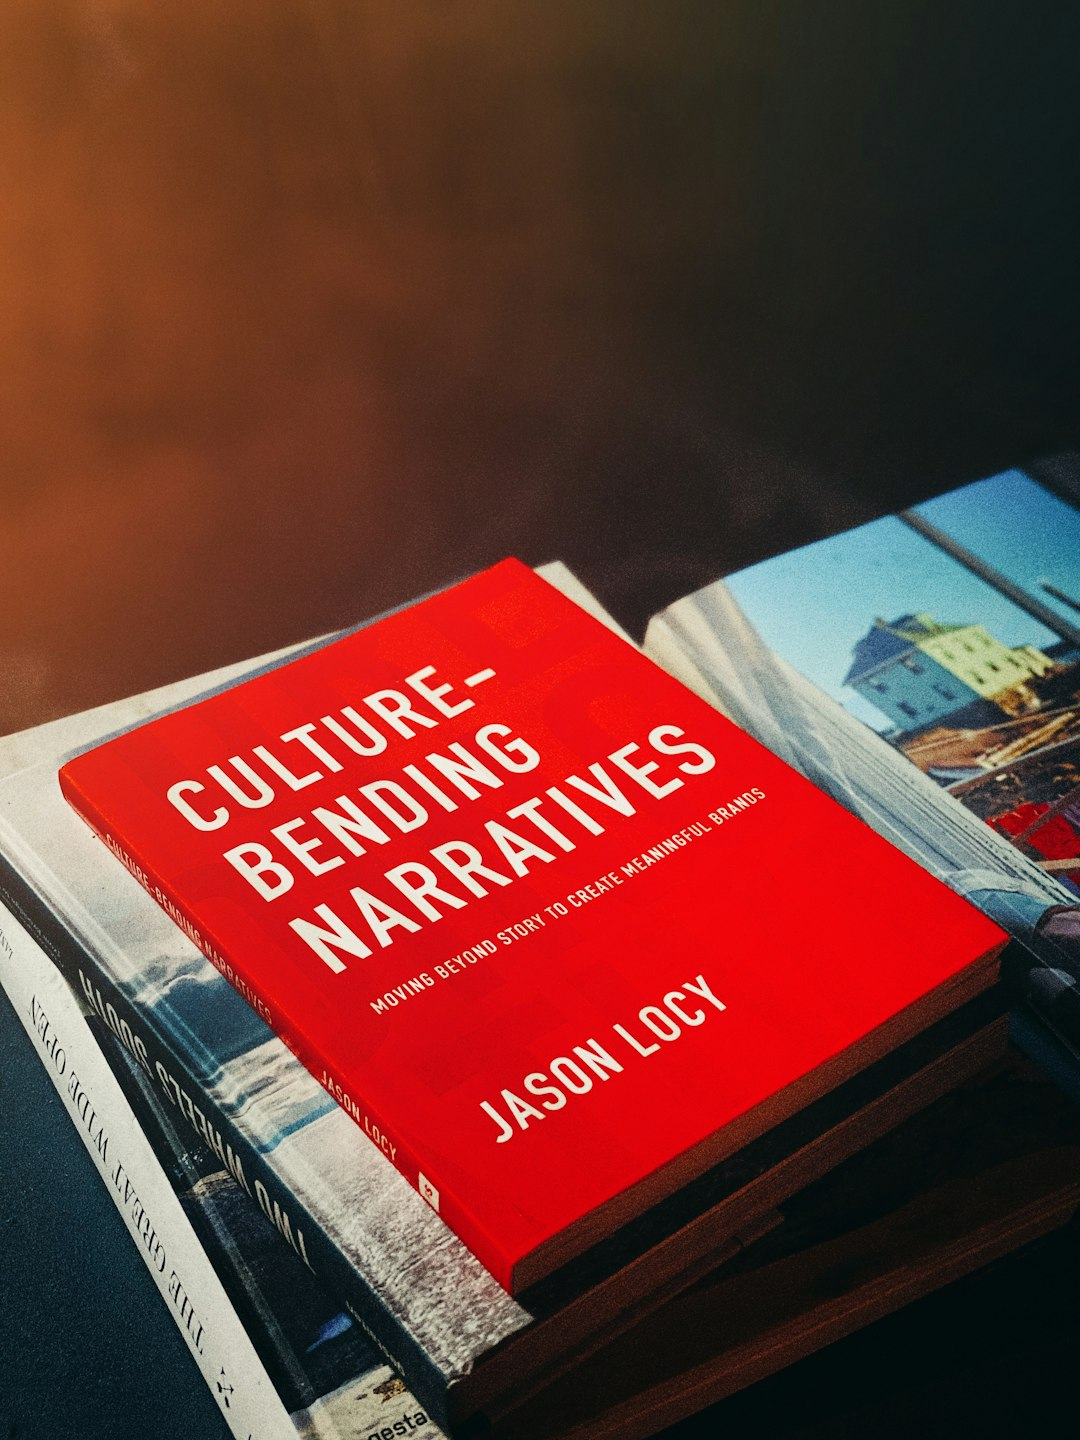 CULTURE-
BENDING
NARRATIVES
MOVING BEYOND STORY TO CREATE MEANINGFUL BRANDS
JASON LOCY
CULTURE-BENDING NARRATIVES JASON LOCY
TWO WHEELS SOUTH
THE GREAT WIDE OPEN
gesta